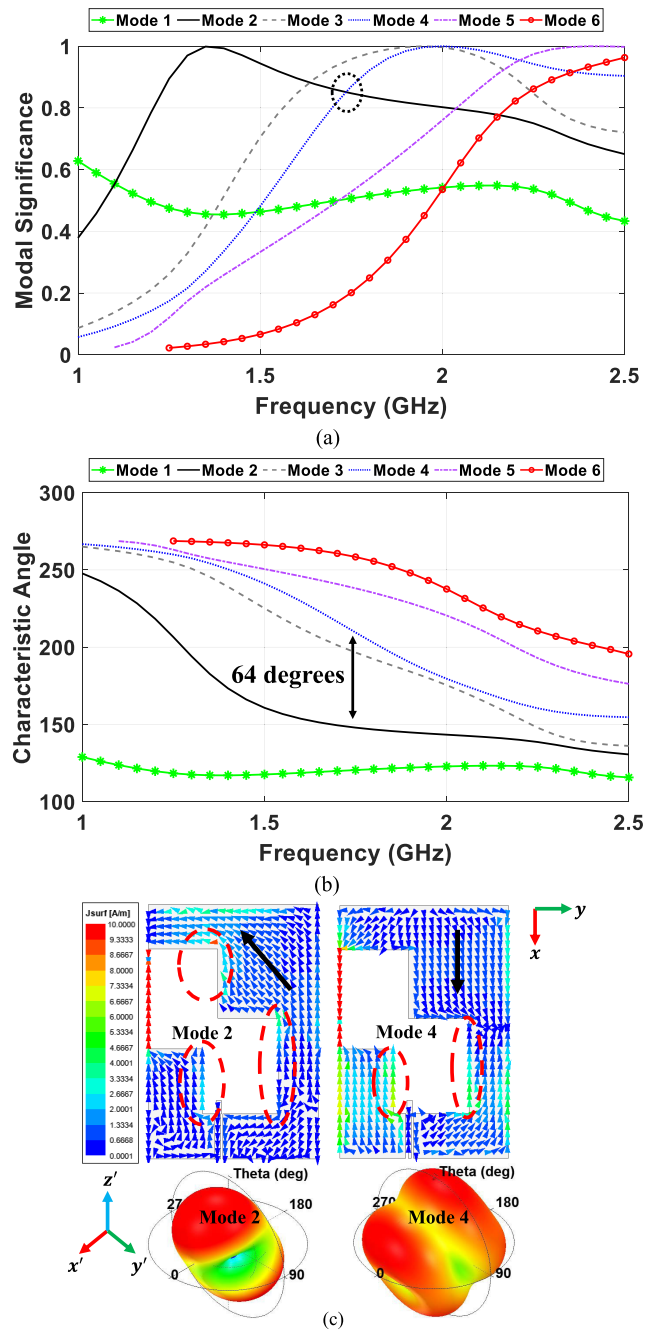 Mode 1 Mode 2 Mode 3 Mode 4 Mode 5 Mode 6
1
0.8
0.6
0.4
0.2
0
Modal Significance
1 1.5 2 2.5
Frequency (GHz)
(a)
Mode 1 Mode 2 Mode 3 Mode 4 Mode 5 Mode 6
300
250
200
150
100
Characteristic Angle
64 degrees
1 1.5 2 2.5
Frequency (GHz)
(b)
Jsurf [A/m]
10.0000
9.3333
8.6667
8.0000
7.3334
6.6667
6.0000
5.3334
4.6667
4.0001
3.3334
2.6667
2.0001
1.3334
0.6668
0.0001
Mode 2
Mode 4
y
x
z'
x'
y'
Theta (deg)
27
180
Mode 2
0
90
Theta (deg)
270
180
Mode 4
0
90
(c)